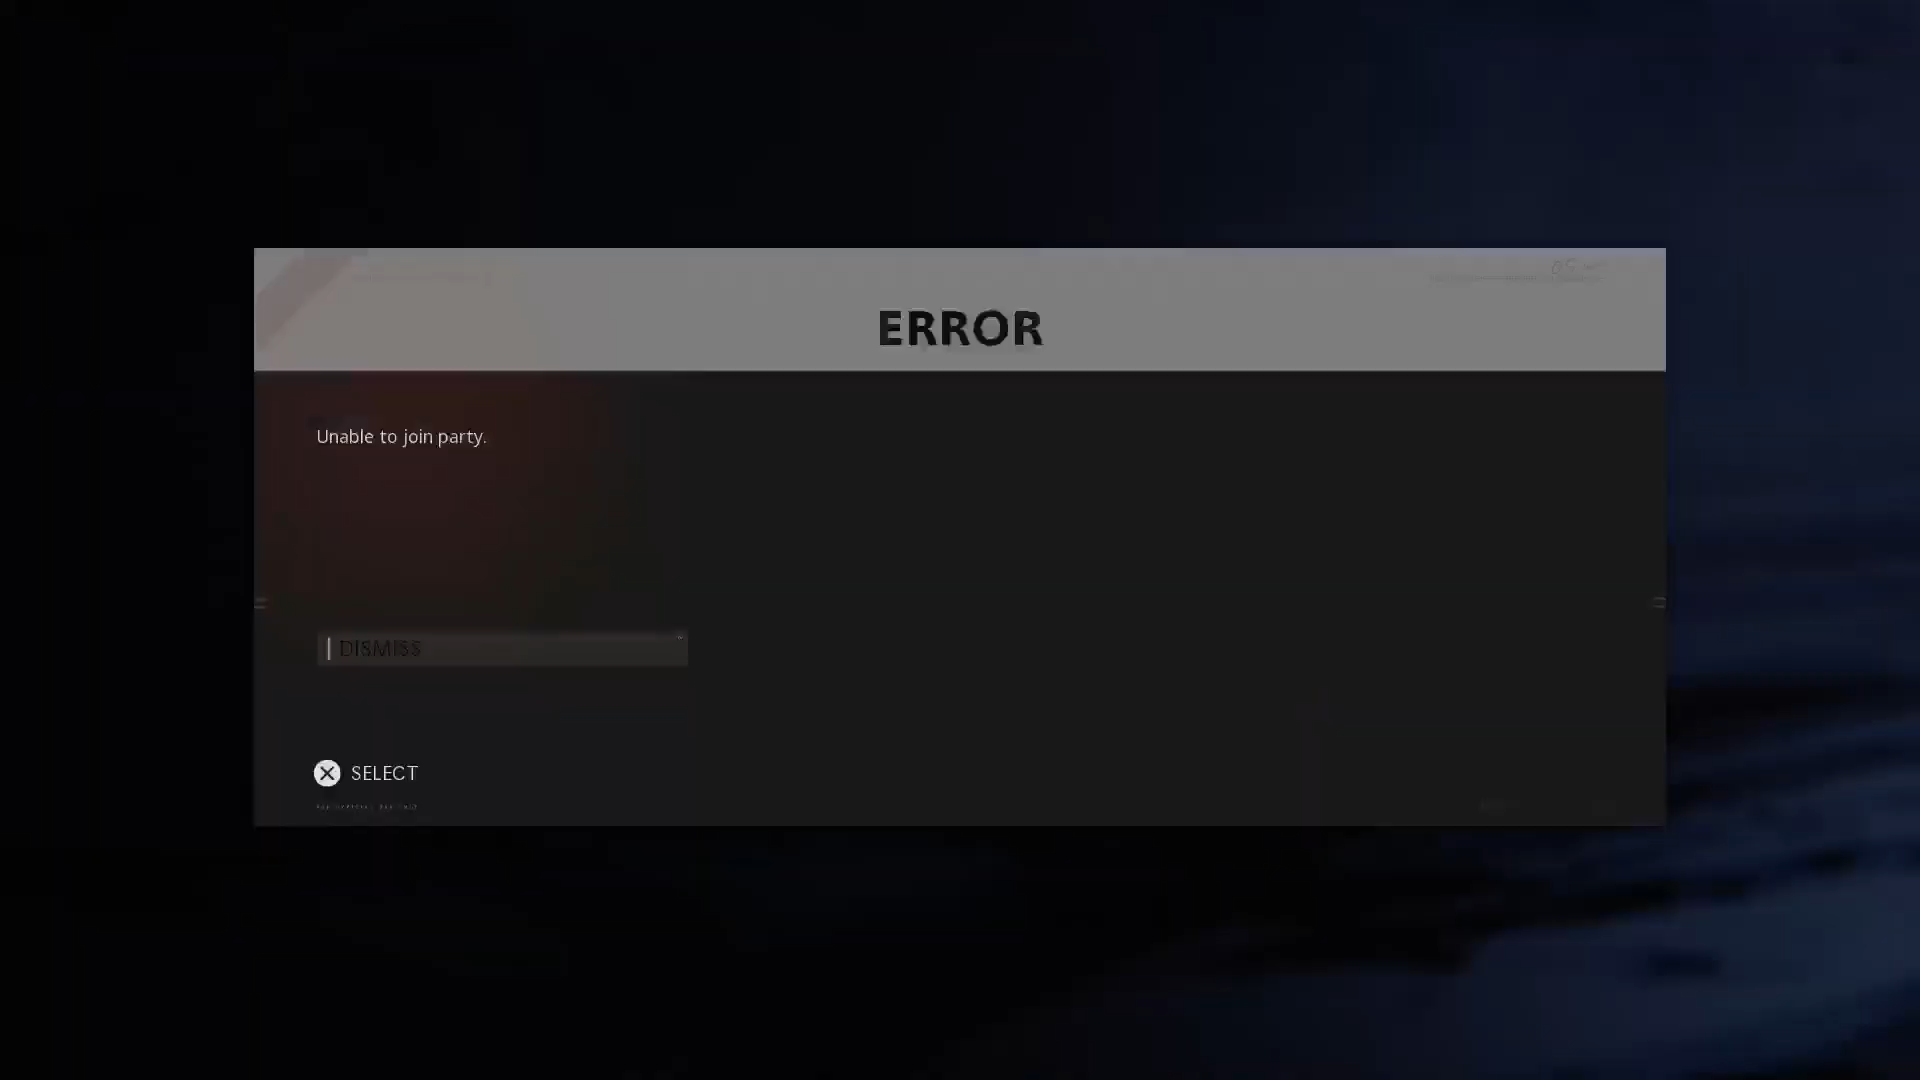 ERROR
Unable to join party.
DISMISS
SELECT